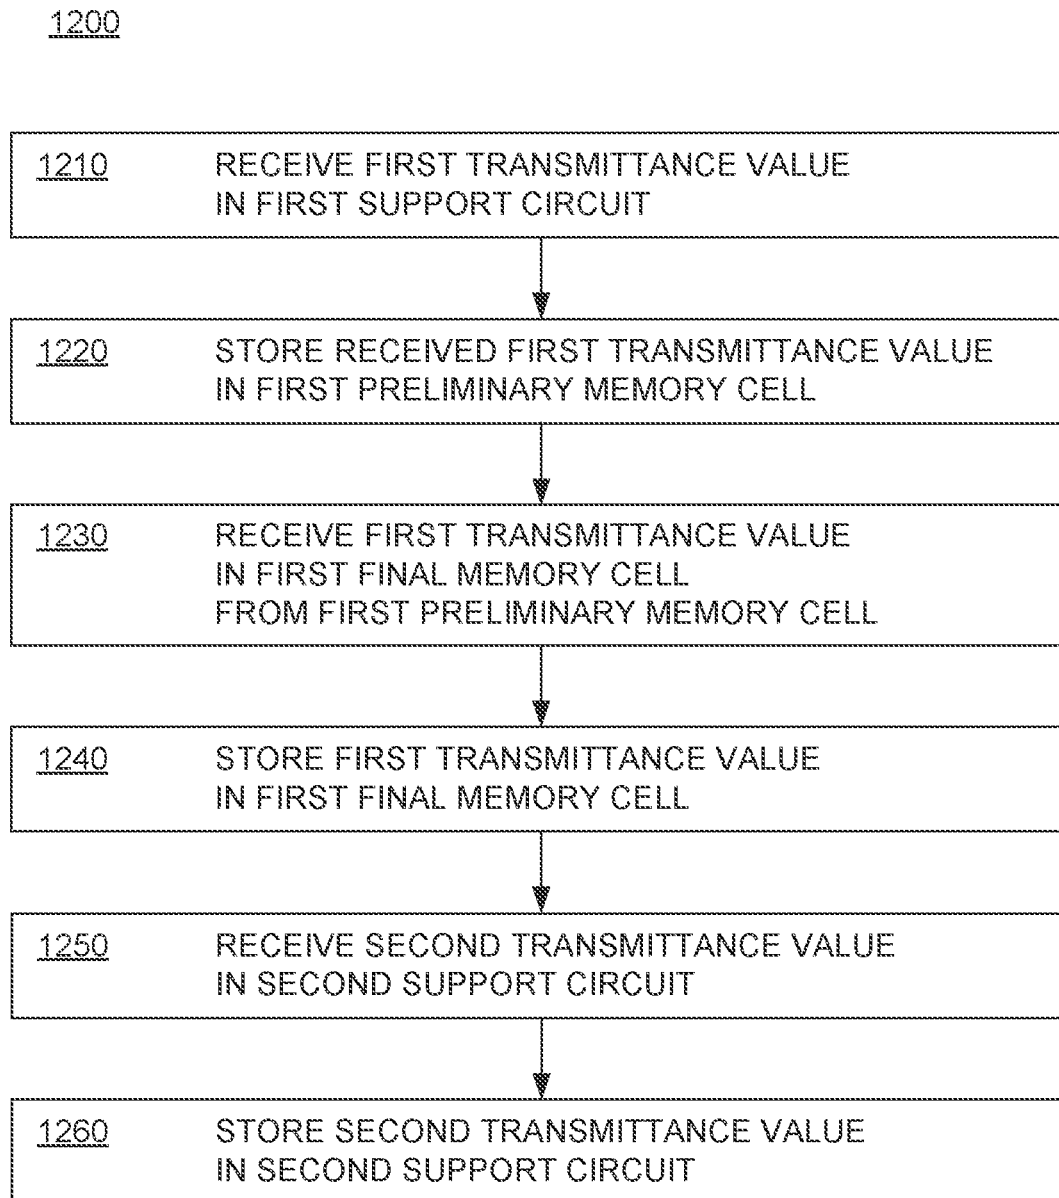 1200
1210 RECEIVE FIRST TRANSMITTANCE VALUE
IN FIRST SUPPORT CIRCUIT
1220 STORE RECEIVED FIRST TRANSMITTANCE VALUE
IN FIRST PRELIMINARY MEMORY CELL
1230 RECEIVE FIRST TRANSMITTANCE VALUE
IN FIRST FINAL MEMORY CELL
FROM FIRST PRELIMINARY MEMORY CELL
1240 STORE FIRST TRANSMITTANCE VALUE
IN FIRST FINAL MEMORY CELL
1250 RECEIVE SECOND TRANSMITTANCE VALUE
IN SECOND SUPPORT CIRCUIT
1260 STORE SECOND TRANSMITTANCE VALUE
IN SECOND SUPPORT CIRCUIT